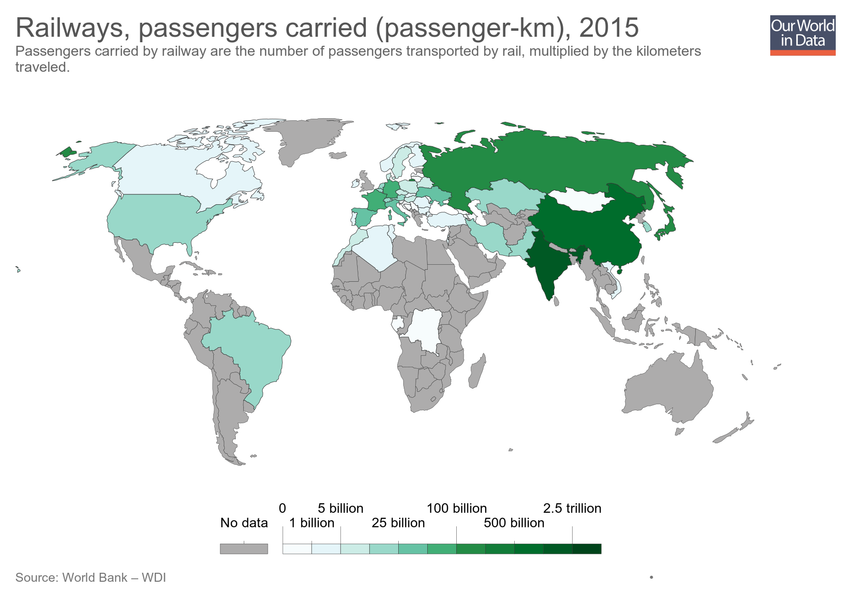 Railways, passengers carried (passenger-km), 2015
Our World
in Data
Passengers carried by railway are the number of passengers transported by rail, multiplied by the kilometers
traveled.
0 5 billion 100 billion 2.5 trillion
No data 1 billion 25 billion 500 billion
Source: World Bank – WDI